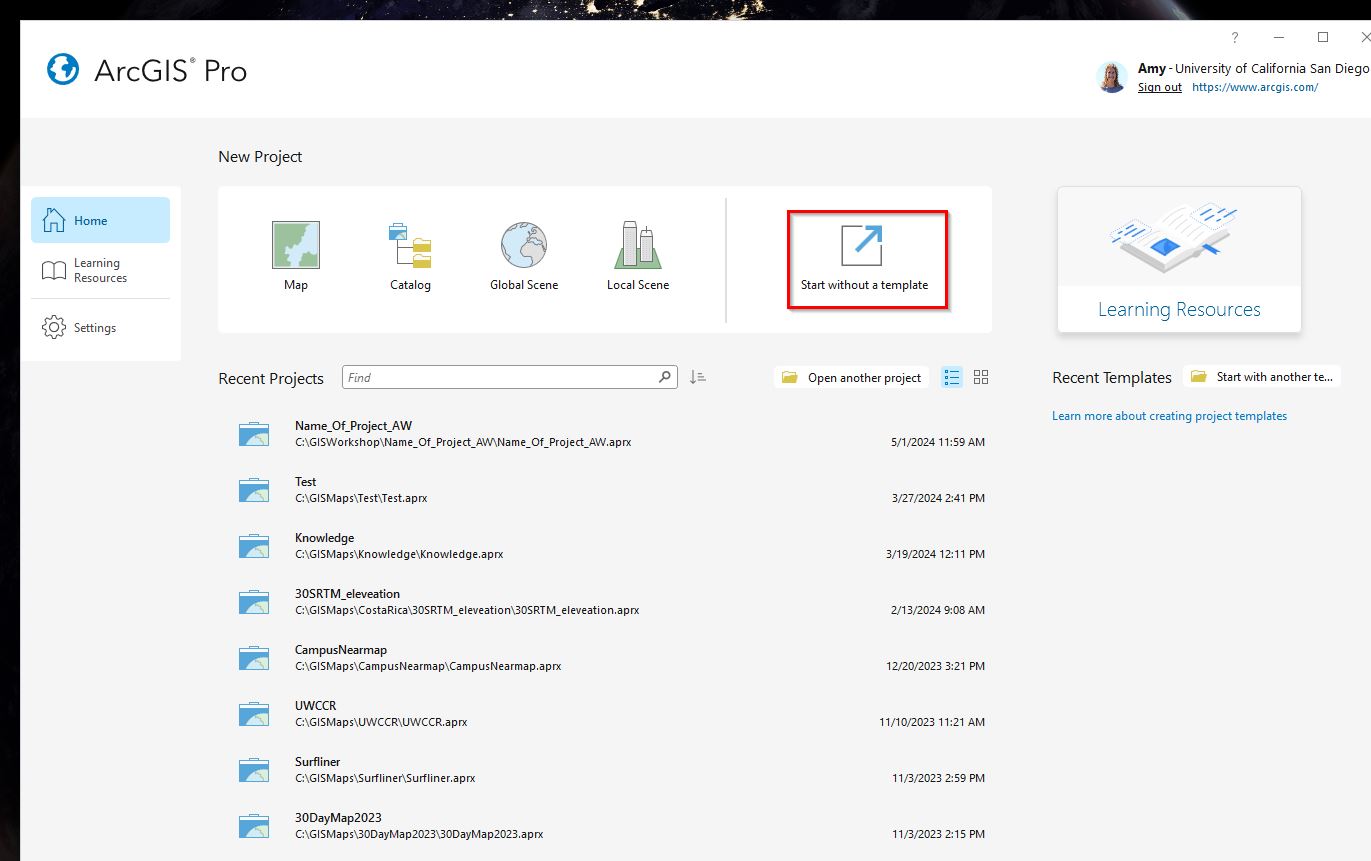 ?
ArcGIS® Pro
Amy - University of California San Diego
Sign out https://www.arcgis.com/
New Project
Home
Learning
Resources
Settings
Map
Catalog
Global Scene
Local Scene
Start without a template
Learning Resources
Recent Projects
Find
Open another project
Recent Templates
Start with another te...
Learn more about creating project templates
Name_Of_Project_AW
C:\GISWorkshop\Name_Of_Project_AW\Name_Of_Project_AW.aprx
5/1/2024 11:59 AM
Test
C:\GISMaps\Test\Test.aprx
3/27/2024 2:41 PM
Knowledge
C:\GISMaps\Knowledge\Knowledge.aprx
3/19/2024 12:11 PM
30SRTM_eleveation
C:\GISMaps\CostaRica\30SRTM_eleveation\30SRTM_eleveation.aprx
2/13/2024 9:08 AM
CampusNearmap
C:\GISMaps\CampusNearmap\CampusNearmap.aprx
12/20/2023 3:21 PM
UWCCR
C:\GISMaps\UWCCR\UWCCR.aprx
11/10/2023 11:21 AM
Surfliner
C:\GISMaps\Surfliner\Surfliner.aprx
11/3/2023 2:59 PM
30DayMap2023
C:\GISMaps\30DayMap2023\30DayMap2023.aprx
11/3/2023 2:15 PM